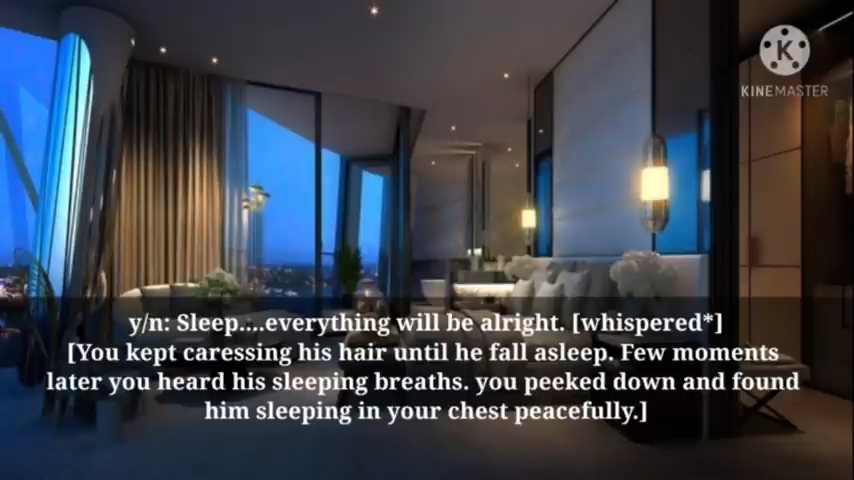 K
KINEMASTER
y/n: Sleep....everything will be alright. [whispered*]
[You kept caressing his hair until he fall asleep. Few moments
later you heard his sleeping breaths. you peeked down and found
him sleeping in your chest peacefully.]